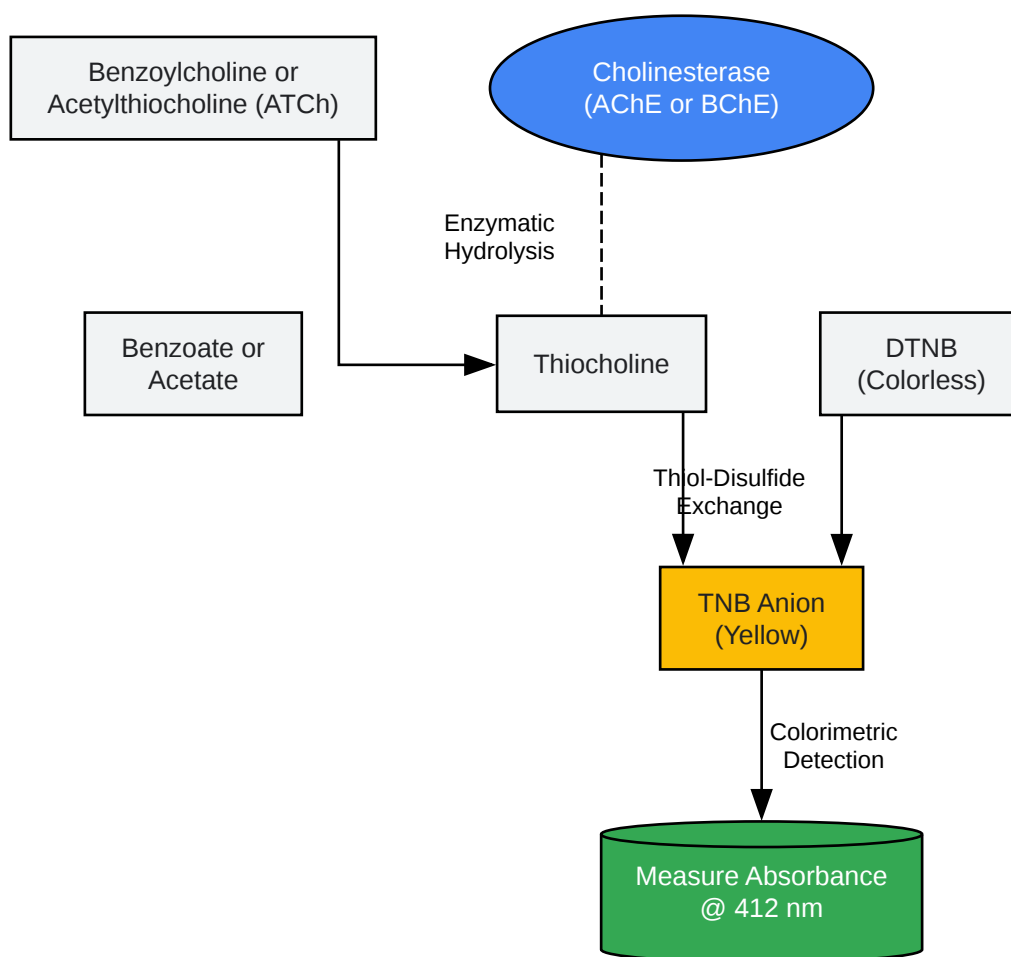 Benzoylcholine or
Acetylthiocholine (ATCh)
Cholinesterase
(AChE or BChE)
Enzymatic
Hydrolysis
Benzoate or
Acetate
Thiocholine
DTNB
(Colorless)
Thiol-Disulfide
Exchange
TNB Anion
(Yellow)
Colorimetric
Detection
Measure Absorbance
@ 412 nm